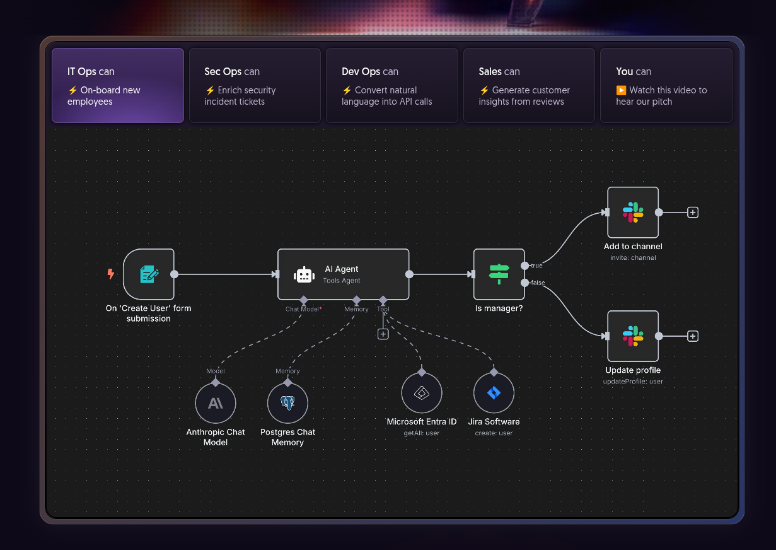 IT Ops can
⚡ On-board new
employees
Sec Ops can
⚡ Enrich security
incident tickets
Dev Ops can
⚡ Convert natural
language into API calls
Sales can
⚡ Generate customer
insights from reviews
You can
▶️ Watch this video to
hear our pitch
On 'Create User' form
submission
AI Agent
Tools Agent
Chat Model*
Memory
Tool
Is manager?
true
false
Add to channel
invite: channel
Update profile
updateProfile: user
Model
Memory
Anthropic Chat
Model
Postgres Chat
Memory
Microsoft Entra ID
getAll: user
Jira Software
create: user